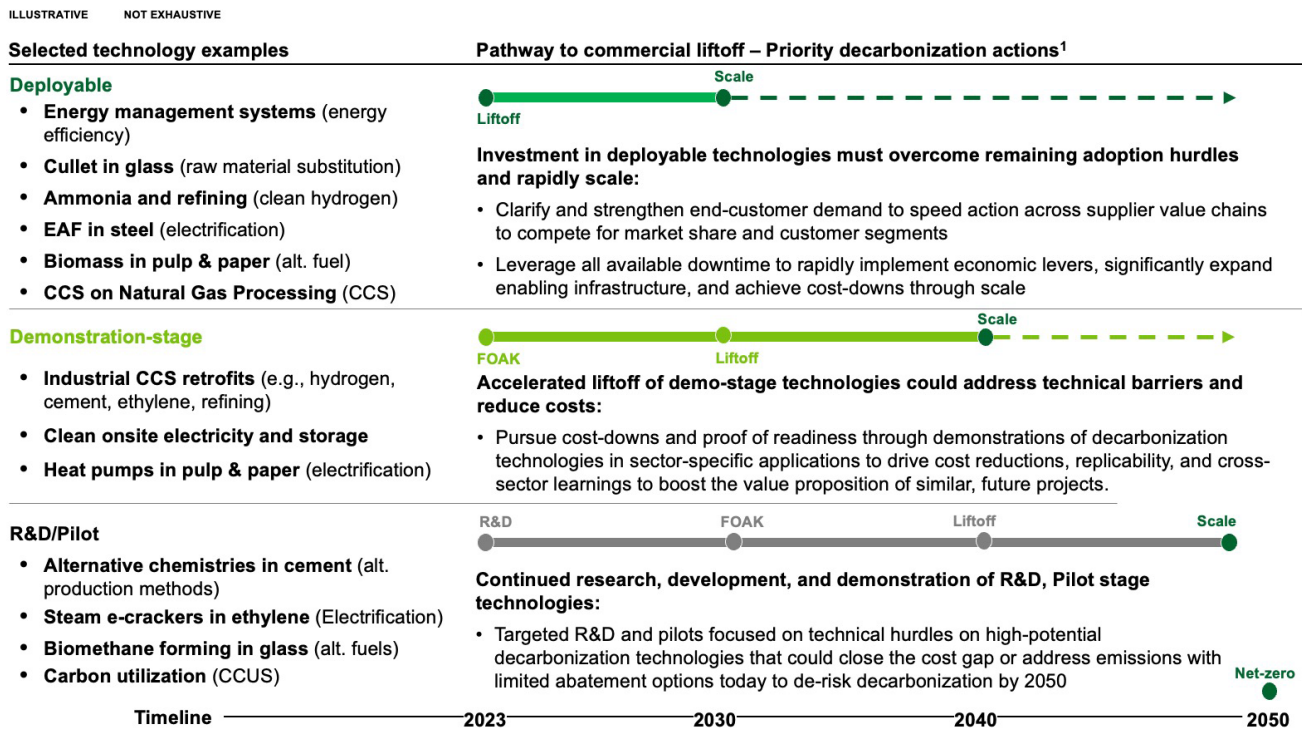 ILLUSTRATIVE NOT EXHAUSTIVE
Selected technology examples
Pathway to commercial liftoff – Priority decarbonization actions¹
Deployable
• Energy management systems (energy
efficiency)
• Cullet in glass (raw material substitution)
• Ammonia and refining (clean hydrogen)
• EAF in steel (electrification)
• Biomass in pulp & paper (alt. fuel)
• CCS on Natural Gas Processing (CCS)
Scale
Liftoff
Investment in deployable technologies must overcome remaining adoption hurdles
and rapidly scale:
• Clarify and strengthen end-customer demand to speed action across supplier value chains
to compete for market share and customer segments
• Leverage all available downtime to rapidly implement economic levers, significantly expand
enabling infrastructure, and achieve cost-downs through scale
Demonstration-stage
• Industrial CCS retrofits (e.g., hydrogen,
cement, ethylene, refining)
• Clean onsite electricity and storage
• Heat pumps in pulp & paper (electrification)
Scale
FOAK
Liftoff
Accelerated liftoff of demo-stage technologies could address technical barriers and
reduce costs:
• Pursue cost-downs and proof of readiness through demonstrations of decarbonization
technologies in sector-specific applications to drive cost reductions, replicability, and cross-
sector learnings to boost the value proposition of similar, future projects.
R&D/Pilot
• Alternative chemistries in cement (alt.
production methods)
• Steam e-crackers in ethylene (Electrification)
• Biomethane forming in glass (alt. fuels)
• Carbon utilization (CCUS)
R&D
FOAK
Liftoff
Scale
Continued research, development, and demonstration of R&D, Pilot stage
technologies:
• Targeted R&D and pilots focused on technical hurdles on high-potential
decarbonization technologies that could close the cost gap or address emissions with
limited abatement options today to de-risk decarbonization by 2050
Net-zero
Timeline 2023 2030 2040 2050